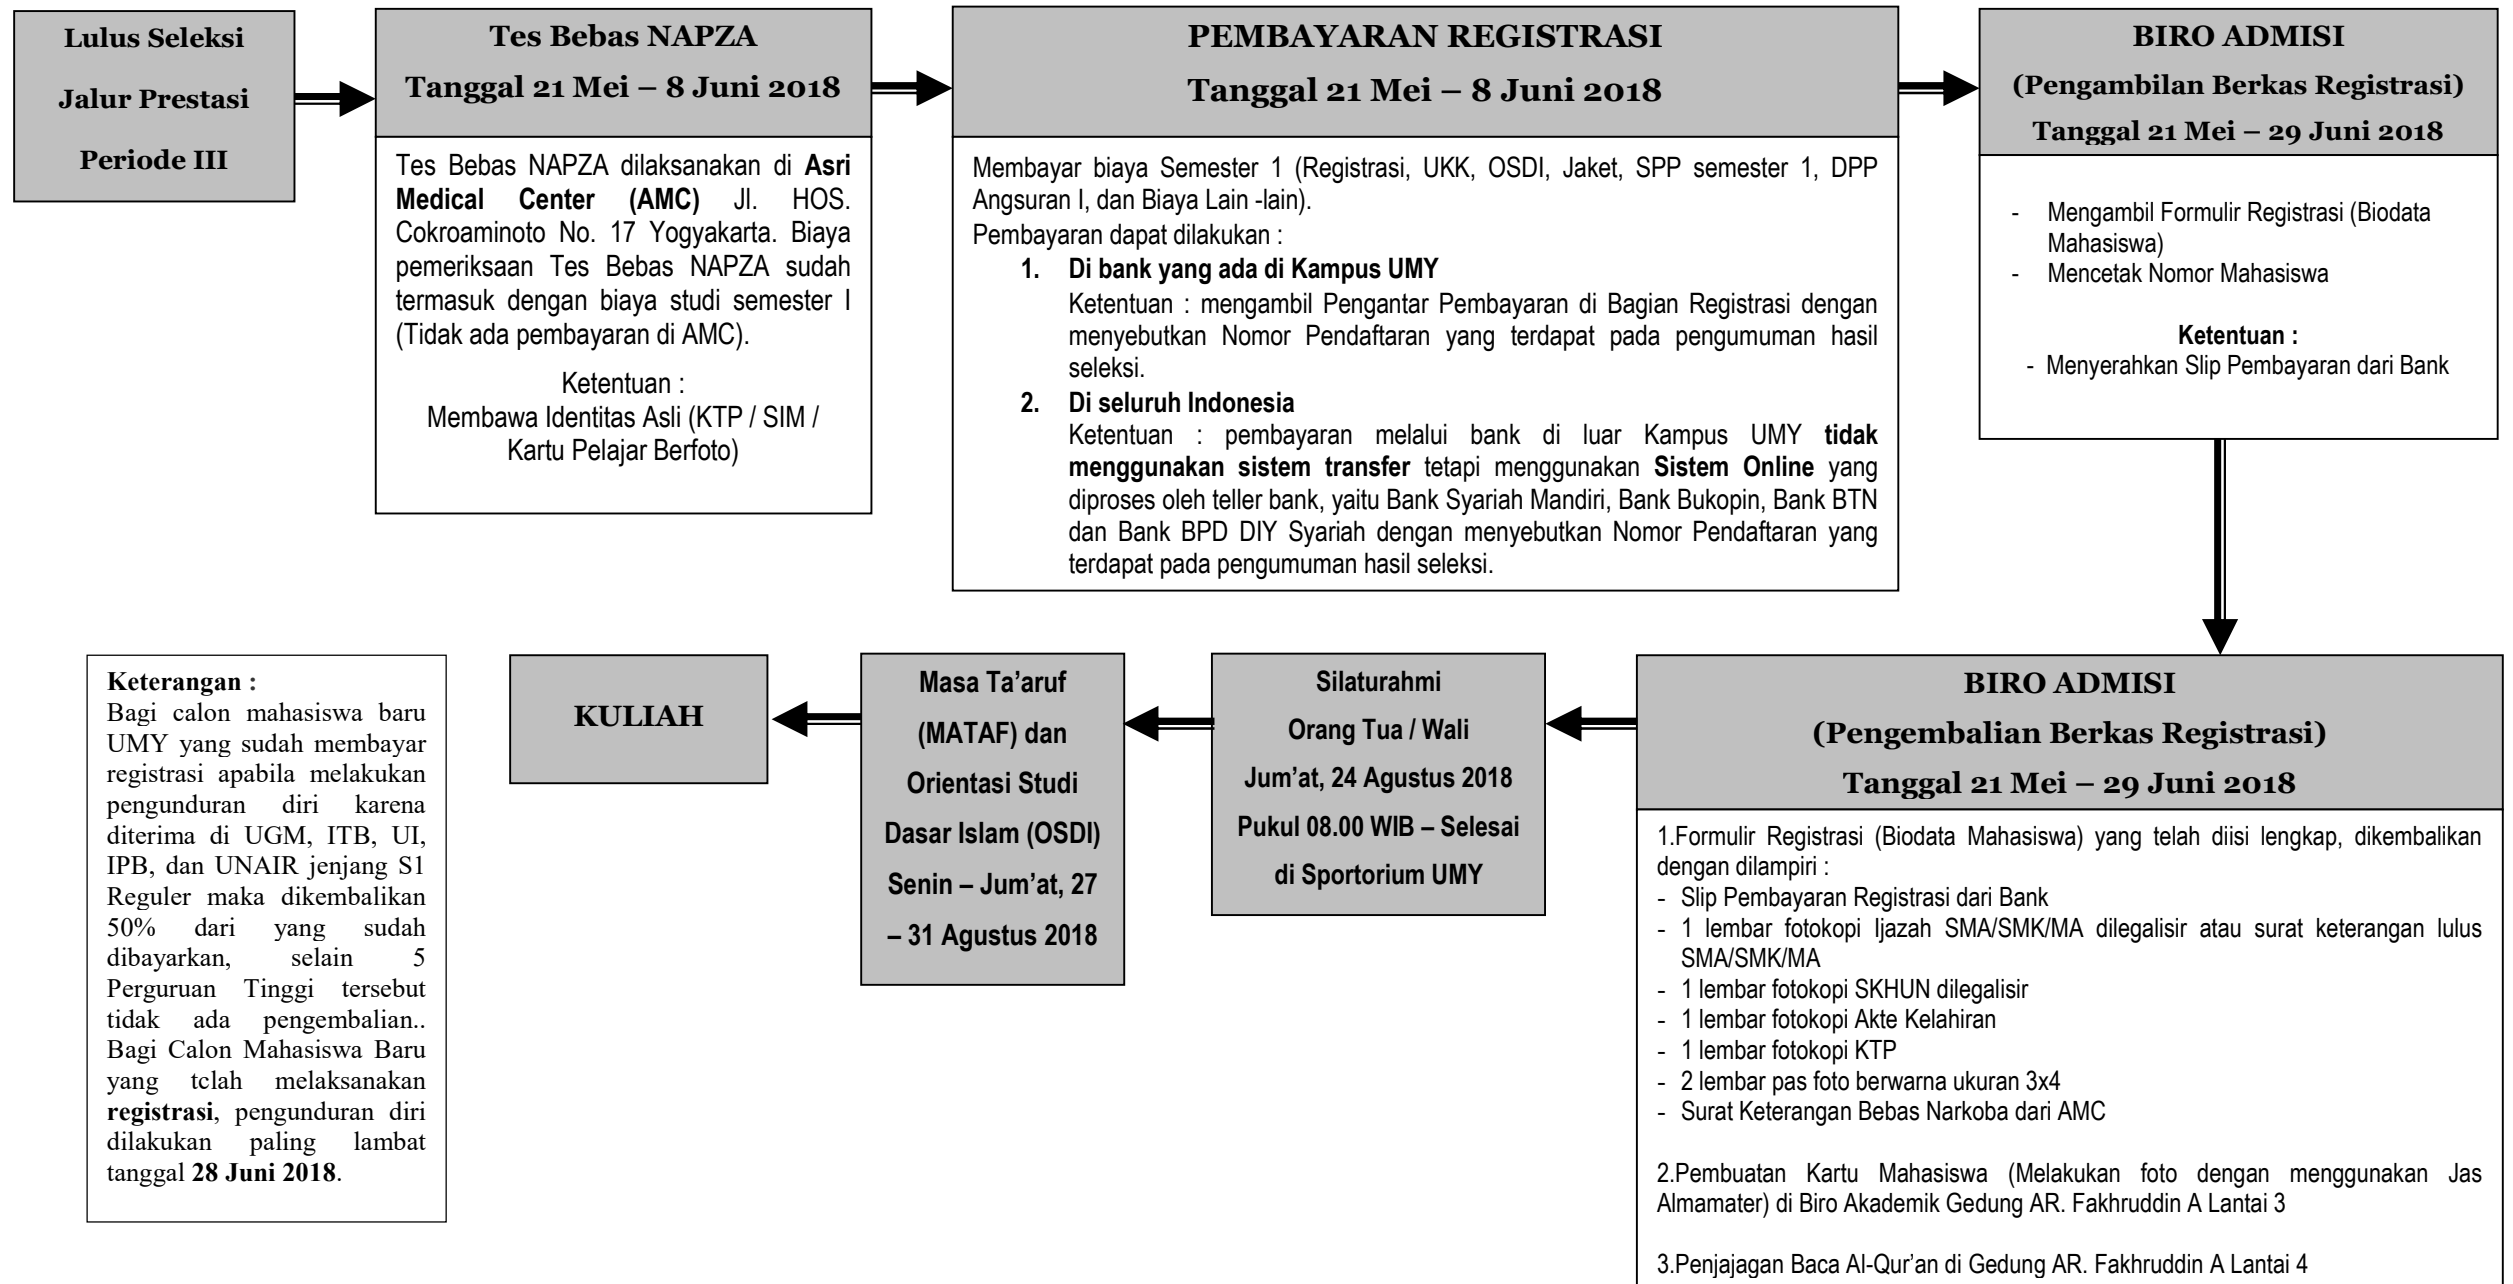 Lulus Seleksi
Jalur Prestasi
Periode III
Tes Bebas NAPZA
Tanggal 21 Mei – 8 Juni 2018
Tes Bebas NAPZA dilaksanakan di Asri
Medical Center (AMC) Jl. HOS.
Cokroaminoto No. 17 Yogyakarta. Biaya
pemeriksaan Tes Bebas NAPZA sudah
termasuk dengan biaya studi semester I
(Tidak ada pembayaran di AMC).
Ketentuan :
Membawa Identitas Asli (KTP / SIM /
Kartu Pelajar Berfoto)
PEMBAYARAN REGISTRASI
Tanggal 21 Mei – 8 Juni 2018
Membayar biaya Semester 1 (Registrasi, UKK, OSDI, Jaket, SPP semester 1, DPP
Angsuran I, dan Biaya Lain -lain).
Pembayaran dapat dilakukan :
1. Di bank yang ada di Kampus UMY
Ketentuan : mengambil Pengantar Pembayaran di Bagian Registrasi dengan
menyebutkan Nomor Pendaftaran yang terdapat pada pengumuman hasil
seleksi.
2. Di seluruh Indonesia
Ketentuan : pembayaran melalui bank di luar Kampus UMY tidak
menggunakan sistem transfer tetapi menggunakan Sistem Online yang
diproses oleh teller bank, yaitu Bank Syariah Mandiri, Bank Bukopin, Bank BTN
dan Bank BPD DIY Syariah dengan menyebutkan Nomor Pendaftaran yang
terdapat pada pengumuman hasil seleksi.
BIRO ADMISI
(Pengambilan Berkas Registrasi)
Tanggal 21 Mei – 29 Juni 2018
- Mengambil Formulir Registrasi (Biodata
Mahasiswa)
- Mencetak Nomor Mahasiswa
Ketentuan :
- Menyerahkan Slip Pembayaran dari Bank
BIRO ADMISI
(Pengembalian Berkas Registrasi)
Tanggal 21 Mei – 29 Juni 2018
1.Formulir Registrasi (Biodata Mahasiswa) yang telah diisi lengkap, dikembalikan
dengan dilampiri :
- Slip Pembayaran Registrasi dari Bank
- 1 lembar fotokopi Ijazah SMA/SMK/MA dilegalisir atau surat keterangan lulus
SMA/SMK/MA
- 1 lembar fotokopi SKHUN dilegalisir
- 1 lembar fotokopi Akte Kelahiran
- 1 lembar fotokopi KTP
- 2 lembar pas foto berwarna ukuran 3x4
- Surat Keterangan Bebas Narkoba dari AMC
2.Pembuatan Kartu Mahasiswa (Melakukan foto dengan menggunakan Jas
Almamater) di Biro Akademik Gedung AR. Fakhruddin A Lantai 3
3.Penjajagan Baca Al-Qur’an di Gedung AR. Fakhruddin A Lantai 4
Silaturahmi
Orang Tua / Wali
Jum’at, 24 Agustus 2018
Pukul 08.00 WIB – Selesai
di Sportorium UMY
Masa Ta’aruf
(MATAF) dan
Orientasi Studi
Dasar Islam (OSDI)
Senin – Jum’at, 27
– 31 Agustus 2018
KULIAH
Keterangan :
Bagi calon mahasiswa baru
UMY yang sudah membayar
registrasi apabila melakukan
pengunduran diri karena
diterima di UGM, ITB, UI,
IPB, dan UNAIR jenjang S1
Reguler maka dikembalikan
50% dari yang sudah
dibayarkan, selain 5
Perguruan Tinggi tersebut
tidak ada pengembalian..
Bagi Calon Mahasiswa Baru
yang tclah melaksanakan
registrasi, pengunduran diri
dilakukan paling lambat
tanggal 28 Juni 2018.